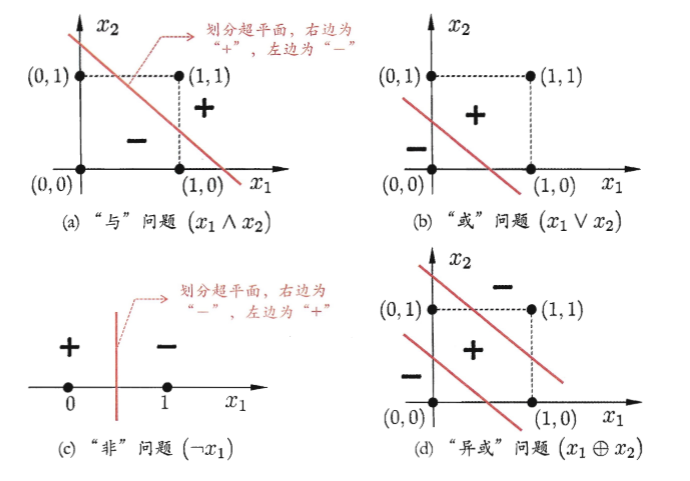 x₂
划分超平面，右边为
“+”，左边为“−”
(0,1)
(1,1)
+
−
(0,0)
(1,0)
x₁
(a) “与”问题 (x₁ ∧ x₂)
x₂
(0,1)
(1,1)
+
−
(0,0)
(1,0)
x₁
(b) “或”问题 (x₁ ∨ x₂)
划分超平面，右边为
“−”，左边为“+”
+
−
0
1
x₁
(c) “非”问题 (¬x₁)
x₂
−
(0,1)
(1,1)
+
−
(0,0)
(1,0)
x₁
(d) “异或”问题 (x₁ ⊕ x₂)